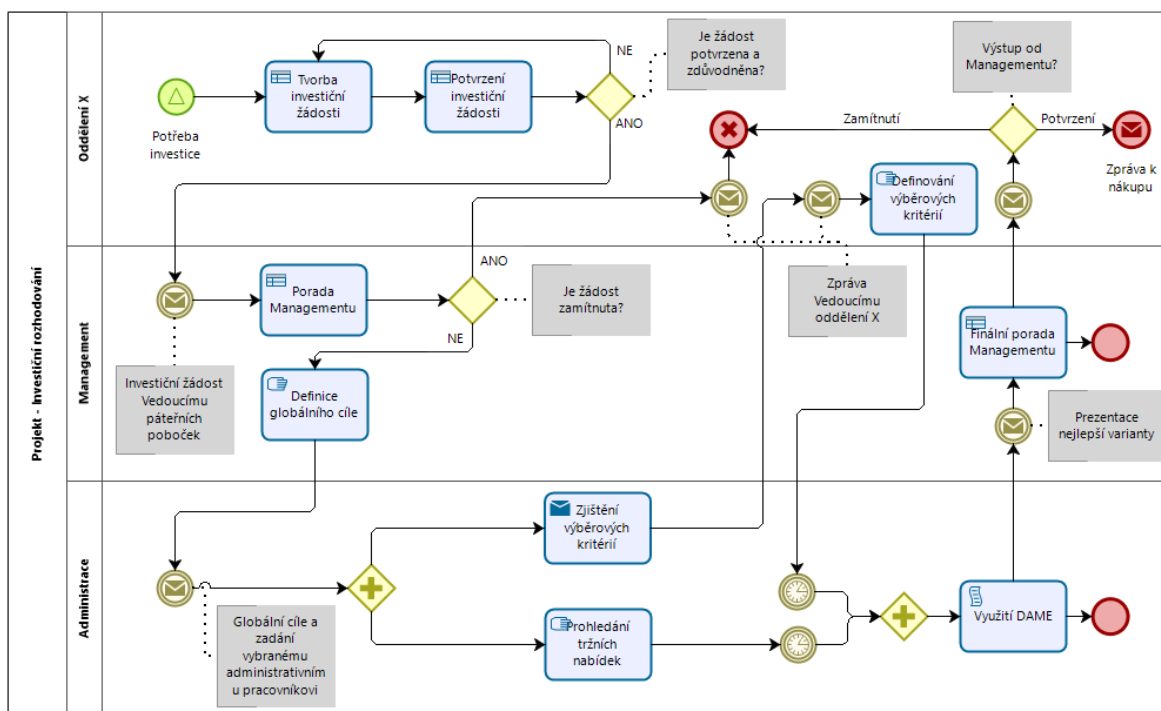 Projekt - Investiční rozhodování
Oddělení X
Potřeba
investice
Tvorba
investiční
žádosti
Potvrzení
investiční
žádosti
NE
ANO
Je žádost
potvrzena a
zdůvodněna?
Výstup od
Managementu?
Zamítnutí
Potvrzení
Zpráva k
nákupu
Definování
výběrových
kritérií
Management
Porada
Managementu
ANO
NE
Je žádost
zamítnuta?
Zpráva
Vedoucímu
oddělení X
Finální porada
Managementu
Investiční žádost
Vedoucímu
páteřních
poboček
Definice
globálního cíle
Prezentace
nejlepší varianty
Administrace
Zjištění
výběrových
kritérií
Globální cíle a
zadání
vybranému
administrativním
u pracovníkovi
Prohledání
tržních
nabídek
Využití DAME